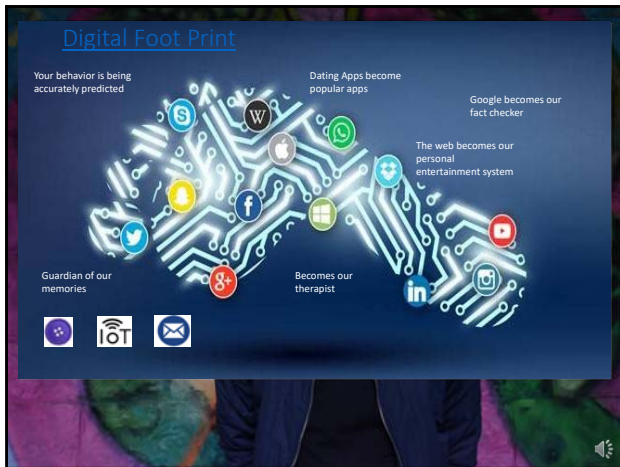 Digital Foot Print
Your behavior is being
accurately predicted
Dating Apps become
popular apps
Google becomes our
fact checker
The web becomes our
personal
entertainment system
Guardian of our
memories
Becomes our
therapist
S
W
f
g+
in
IoT